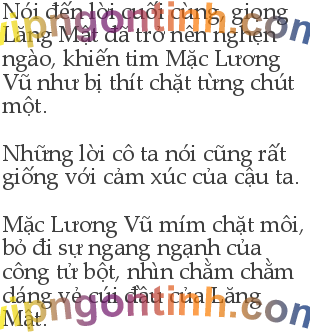 Nói đến lời cuối cùng, giọng
Lăng Mật đã trở nên nghẹn
ngào, khiến tim Mặc Lương
Vũ như bị thít chặt từng chút
một.
Những lời cô ta nói cũng rất
giống với cảm xúc của cậu ta.
Mặc Lương Vũ mím chặt môi,
bỏ đi sự ngang ngạnh của
công tử bột, nhìn chằm chằm
dáng vẻ cúi đầu của Lăng
Mật.